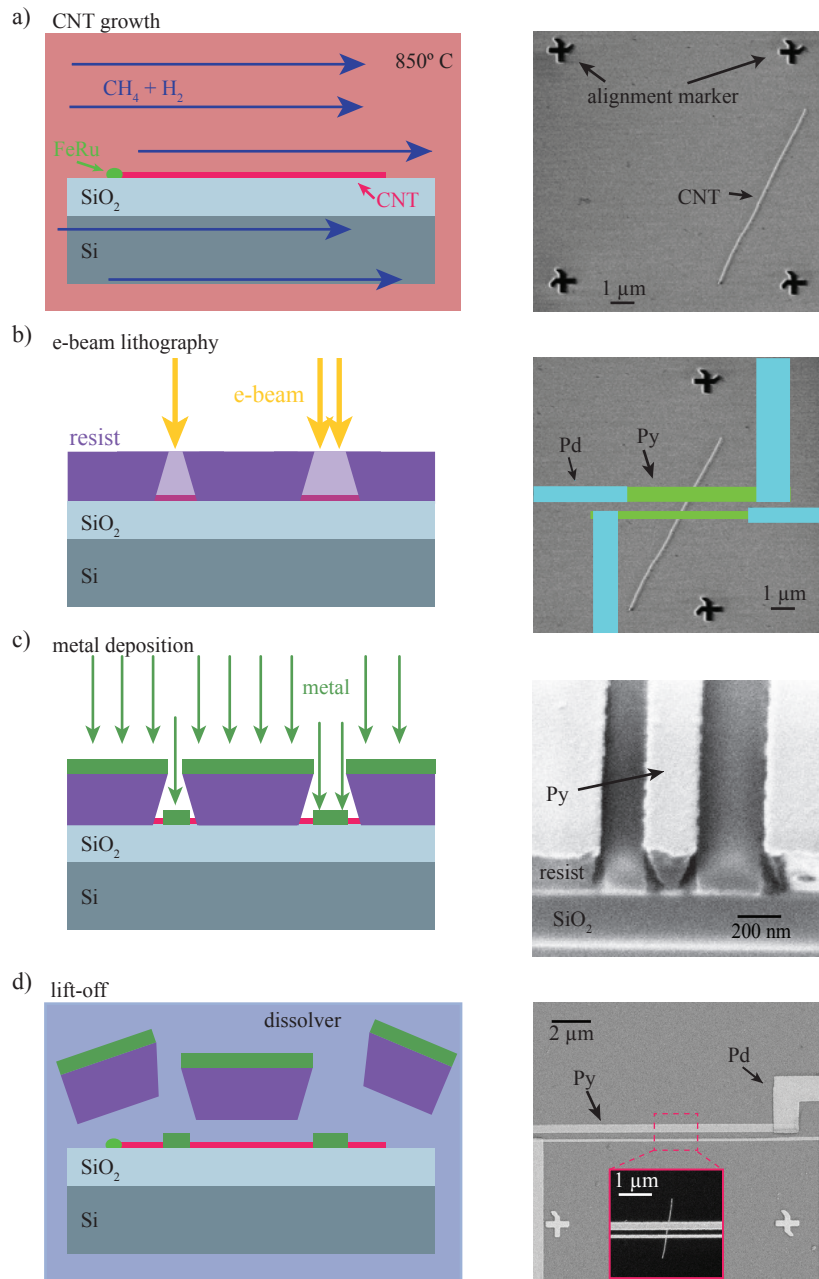 a)
CNT growth
850º C
CH₄ + H₂
FeRu
CNT
SiO₂
Si
alignment marker
CNT
1 µm
b)
e-beam lithography
e-beam
resist
SiO₂
Si
Pd
Py
1 µm
c)
metal deposition
metal
SiO₂
Si
Py
resist
SiO₂
200 nm
d)
lift-off
dissolver
SiO₂
Si
2 µm
Pd
Py
1 µm